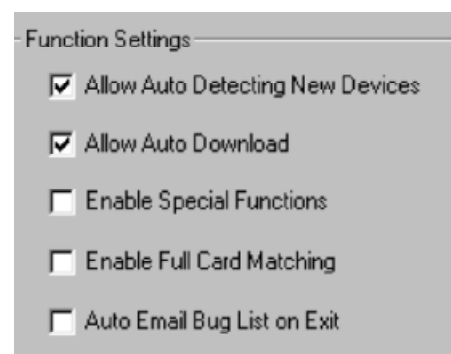 Function Settings
Allow Auto Detecting New Devices
Allow Auto Download
Enable Special Functions
Enable Full Card Matching
Auto Email Bug List on Exit